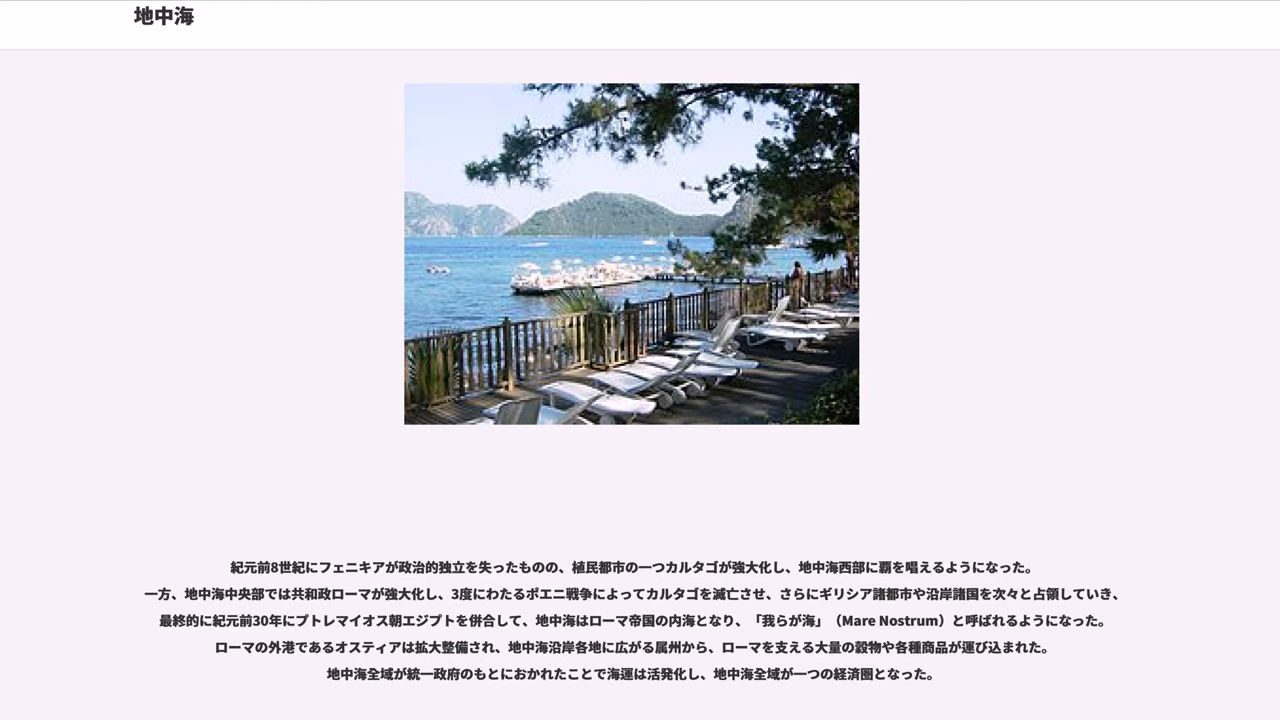 地中海
紀元前8世紀にフェニキアが政治的独立を失ったものの、植民都市の一つカルタゴが強大化し、地中海西部に覇を唱えるようになった。
一方、地中海中央部では共和政ローマが強大化し、3度にわたるポエニ戦争によってカルタゴを滅亡させ、さらにギリシア諸都市や沿岸諸国を次々と占領していき、
最終的に紀元前30年にプトレマイオス朝エジプトを併合して、地中海はローマ帝国の内海となり、「我らが海」（Mare Nostrum）と呼ばれるようになった。
ローマの外港であるオスティアは拡大整備され、地中海沿岸各地に広がる属州から、ローマを支える大量の穀物や各種商品が運び込まれた。
地中海全域が統一政府のもとにおかれたことで海運は活発化し、地中海全域が一つの経済圏となった。